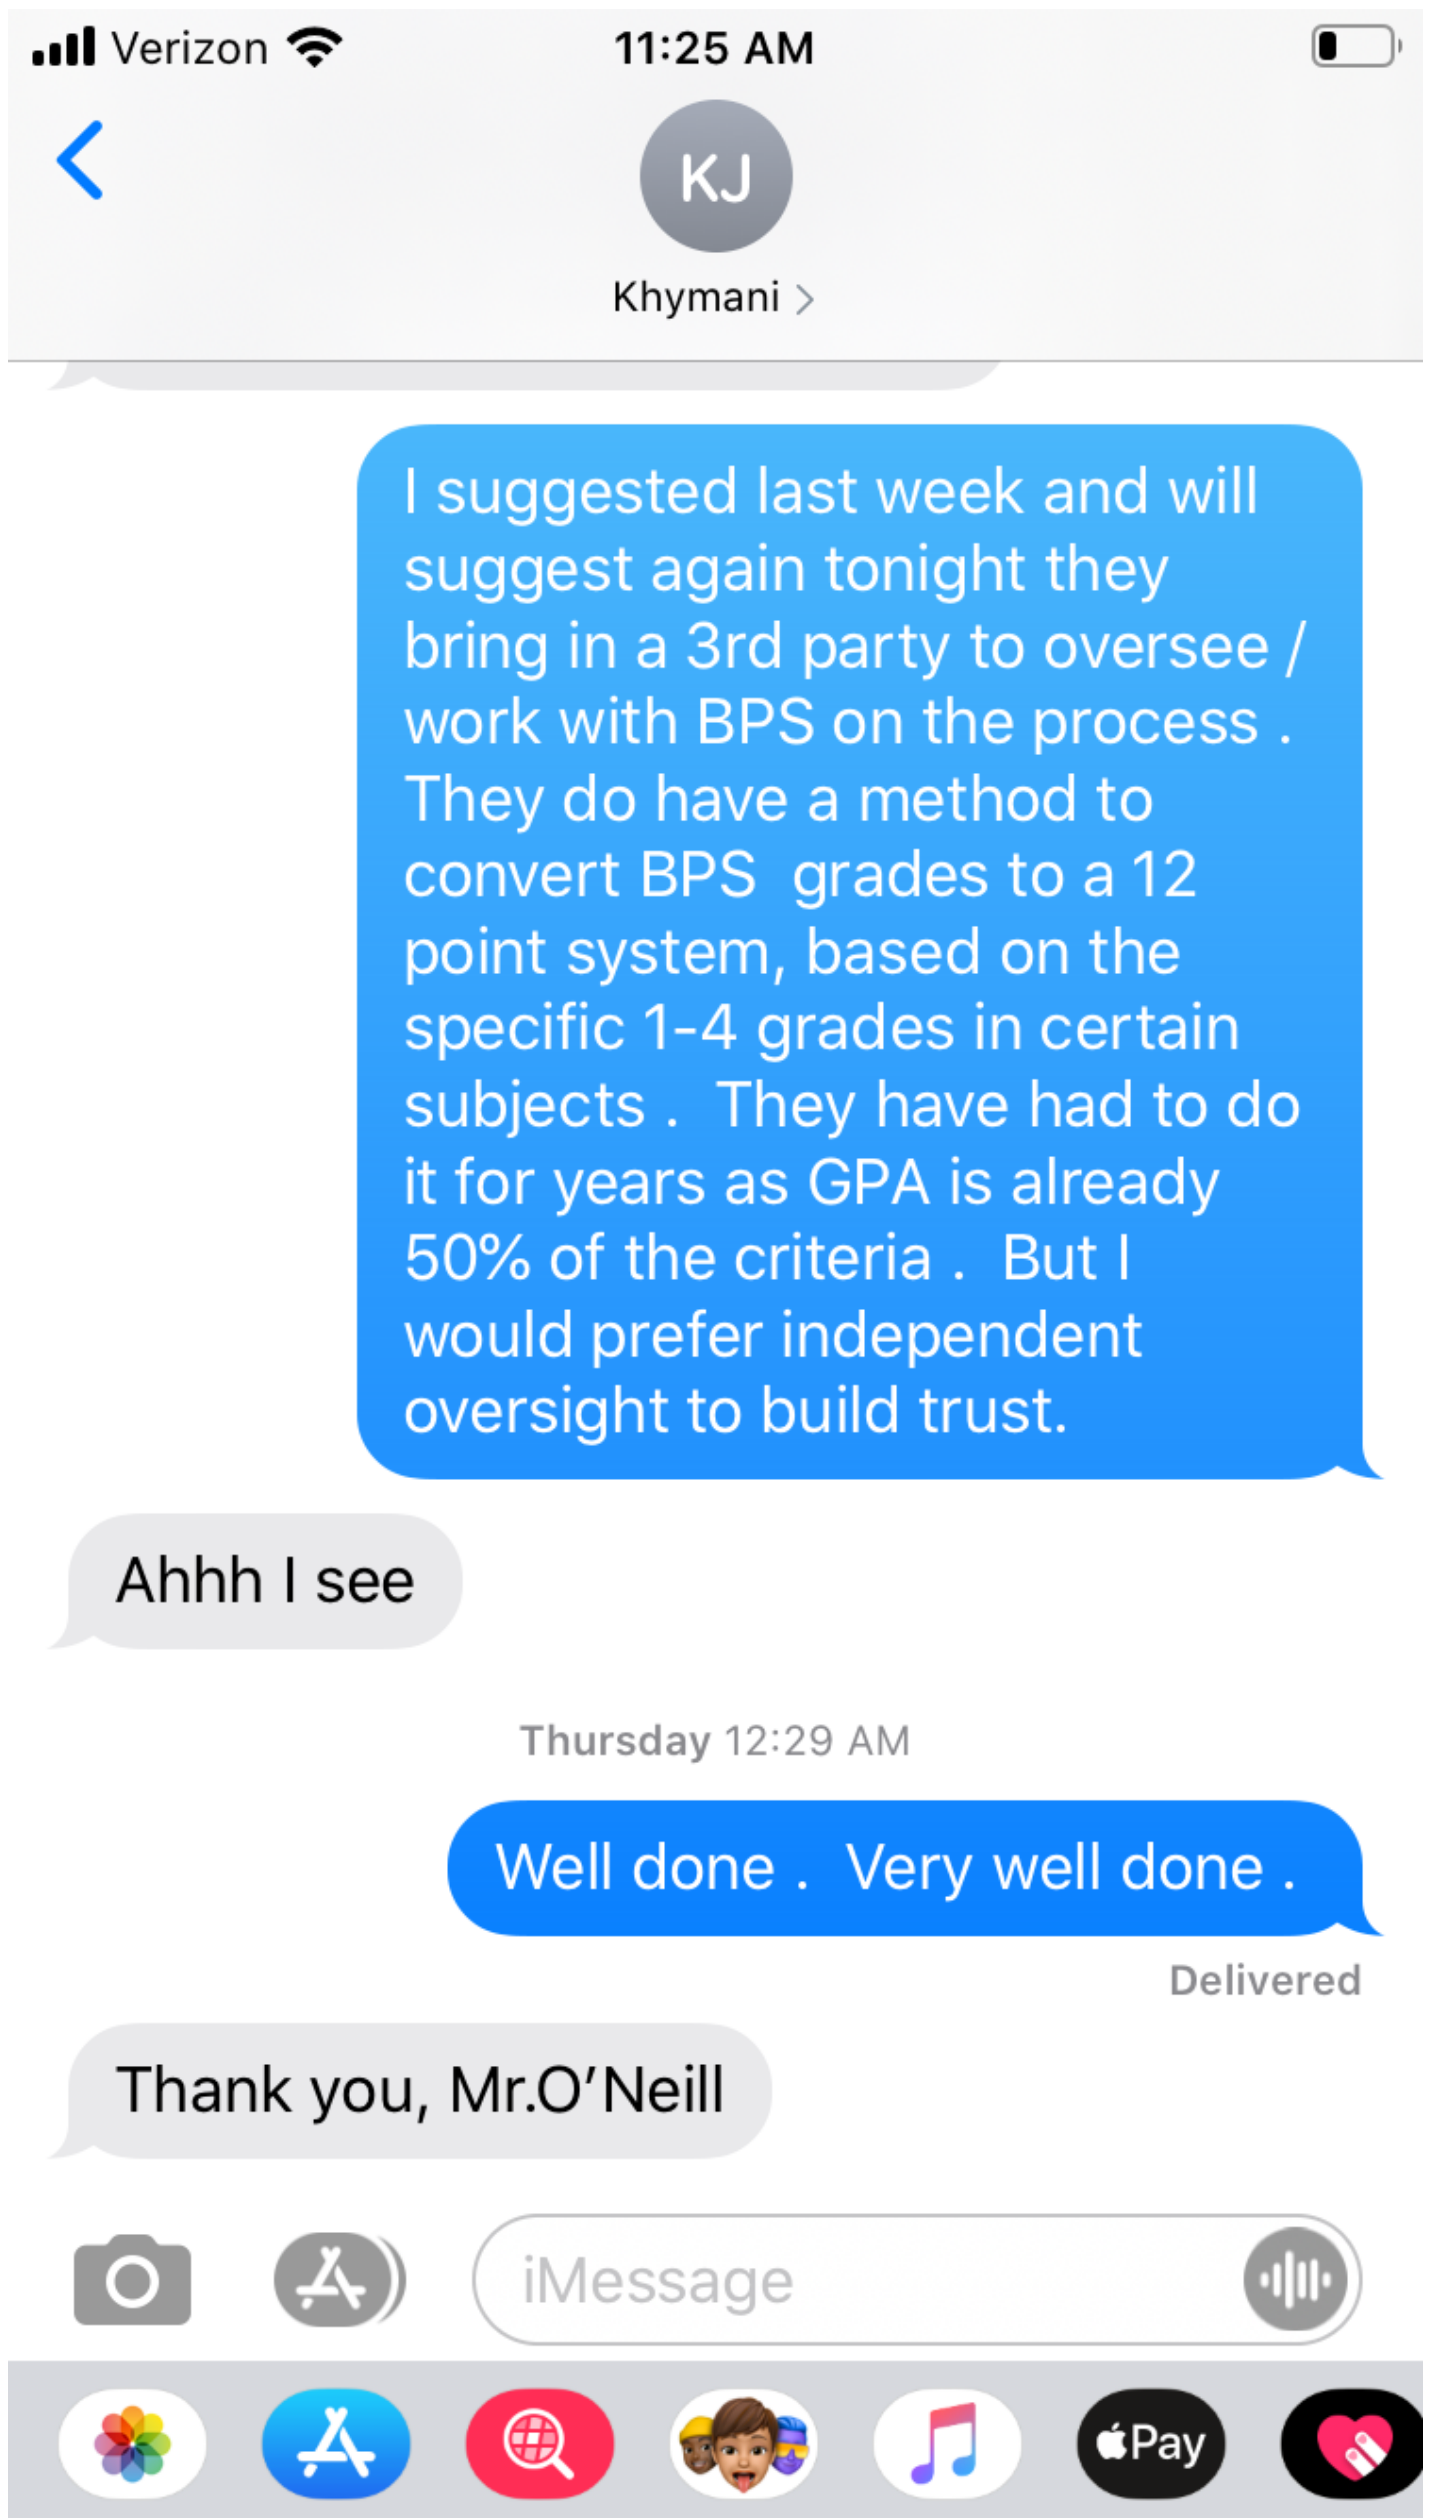 Verizon
11:25 AM
KJ
Khymani
I suggested last week and will
suggest again tonight they
bring in a 3rd party to oversee /
work with BPS on the process .
They do have a method to
convert BPS  grades to a 12
point system, based on the
specific 1-4 grades in certain
subjects .  They have had to do
it for years as GPA is already
50% of the criteria .  But I
would prefer independent
oversight to build trust.
Ahhh I see
Thursday 12:29 AM
Well done .  Very well done .
Delivered
Thank you, Mr.O’Neill
iMessage
Pay